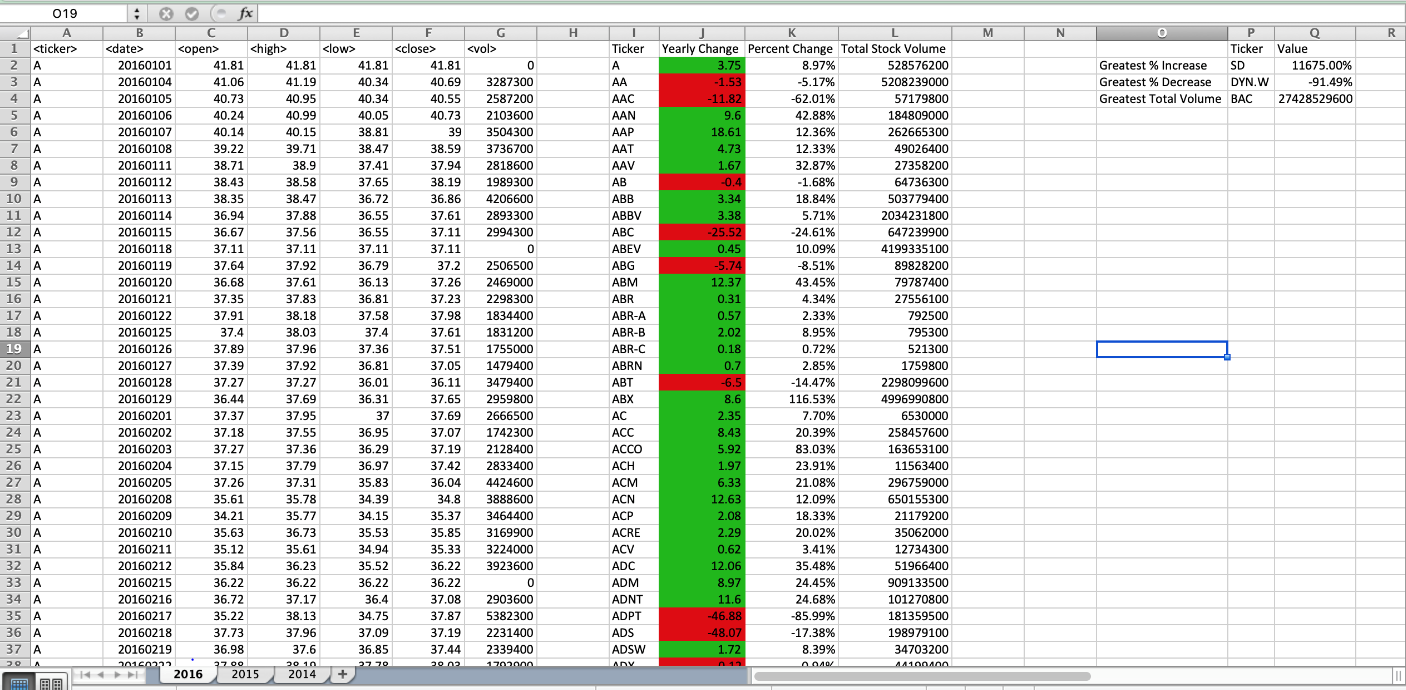 O19 fx
A B C D E F G H I J K L M N O P Q R
1 <ticker> <date> <open> <high> <low> <close> <vol> Ticker Yearly Change Percent Change Total Stock Volume Ticker Value
2 A 20160101 41.81 41.81 41.81 41.81 0 A 3.75 8.97% 528576200 Greatest % Increase SD 11675.00%
3 A 20160104 41.06 41.19 40.34 40.69 3287300 AA -1.53 -5.17% 5208239000 Greatest % Decrease DYN.W -91.49%
4 A 20160105 40.73 40.95 40.34 40.55 2587200 AAC -11.82 -62.01% 57179800 Greatest Total Volume BAC 27428529600
5 A 20160106 40.24 40.99 40.05 40.73 2103600 AAN 9.6 42.88% 184809000
6 A 20160107 40.14 40.15 38.81 39 3504300 AAP 18.61 12.36% 262665300
7 A 20160108 39.22 39.71 38.47 38.59 3736700 AAT 4.73 12.33% 49026400
8 A 20160111 38.71 38.9 37.41 37.94 2818600 AAV 1.67 32.87% 27358200
9 A 20160112 38.43 38.58 37.65 38.19 1989300 AB -0.4 -1.68% 64736300
10 A 20160113 38.35 38.47 36.72 36.86 4206600 ABB 3.34 18.84% 503779400
11 A 20160114 36.94 37.88 36.55 37.61 2893300 ABBV 3.38 5.71% 2034231800
12 A 20160115 36.67 37.56 36.55 37.11 2994300 ABC -25.52 -24.61% 647239900
13 A 20160118 37.11 37.11 37.11 37.11 0 ABEV 0.45 10.09% 4199335100
14 A 20160119 37.64 37.92 36.79 37.2 2506500 ABG -5.74 -8.51% 89828200
15 A 20160120 36.68 37.61 36.13 37.26 2469000 ABM 12.37 43.45% 79787400
16 A 20160121 37.35 37.83 36.81 37.23 2298300 ABR 0.31 4.34% 27556100
17 A 20160122 37.91 38.18 37.58 37.98 1834400 ABR-A 0.57 2.33% 792500
18 A 20160125 37.4 38.03 37.4 37.61 1831200 ABR-B 2.02 8.95% 795300
19 A 20160126 37.89 37.96 37.36 37.51 1755000 ABR-C 0.18 0.72% 521300
20 A 20160127 37.39 37.92 36.81 37.05 1479400 ABRN 0.7 2.85% 1759800
21 A 20160128 37.27 37.27 36.01 36.11 3479400 ABT -6.5 -14.47% 2298099600
22 A 20160129 36.44 37.69 36.31 37.65 2959800 ABX 8.6 116.53% 4996990800
23 A 20160201 37.37 37.95 37 37.69 2666500 AC 2.35 7.70% 6530000
24 A 20160202 37.18 37.55 36.95 37.07 1742300 ACC 8.43 20.39% 258457600
25 A 20160203 37.27 37.36 36.29 37.19 2128400 ACCO 5.92 83.03% 163653100
26 A 20160204 37.15 37.79 36.97 37.42 2833400 ACH 1.97 23.91% 11563400
27 A 20160205 37.26 37.31 35.83 36.04 4424600 ACM 6.33 21.08% 296759000
28 A 20160208 35.61 35.78 34.39 34.8 3888600 ACN 12.63 12.09% 650155300
29 A 20160209 34.21 35.77 34.15 35.37 3464400 ACP 2.08 18.33% 21179200
30 A 20160210 35.63 36.73 35.53 35.85 3169900 ACRE 2.29 20.02% 35062000
31 A 20160211 35.12 35.61 34.94 35.33 3224000 ACV 0.62 3.41% 12734300
32 A 20160212 35.84 36.23 35.52 36.22 3923600 ADC 12.06 35.48% 51966400
33 A 20160215 36.22 36.22 36.22 36.22 0 ADM 8.97 24.45% 909133500
34 A 20160216 36.72 37.17 36.4 37.08 2903600 ADNT 11.6 24.68% 101270800
35 A 20160217 35.22 38.13 34.75 37.87 5382300 ADPT -46.88 -85.99% 181359500
36 A 20160218 37.73 37.96 37.09 37.19 2231400 ADS -48.07 -17.38% 198979100
37 A 20160219 36.98 37.6 36.85 37.44 2339400 ADSW 1.72 8.39% 34703200
2016 2015 2014 +